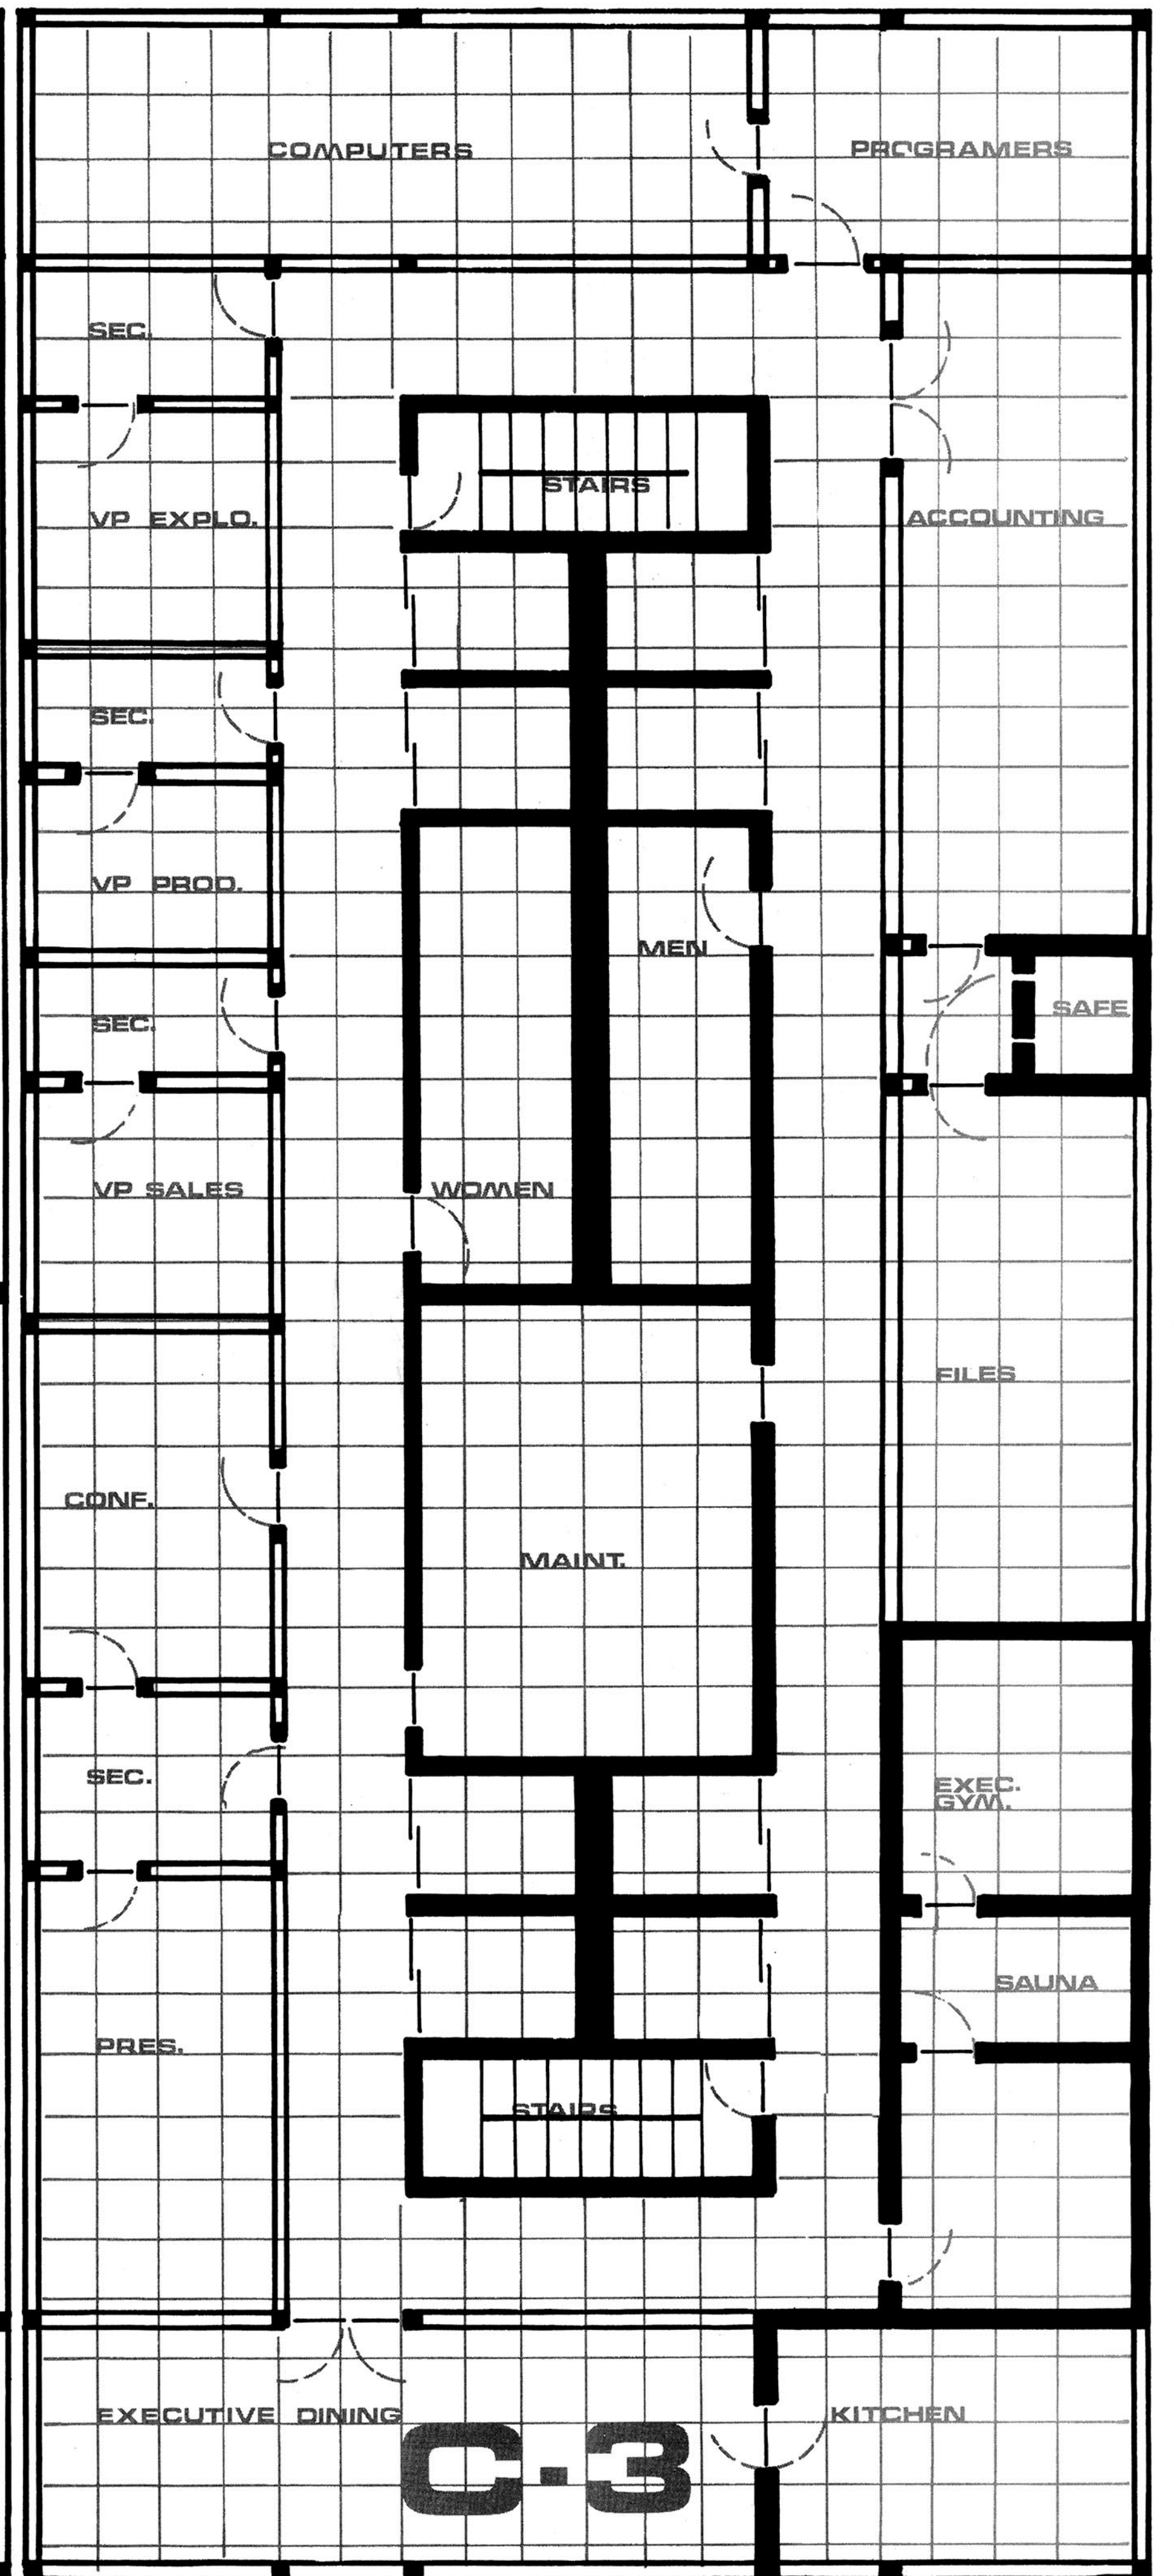 COMPUTERS
PROGRAMERS
SEC.
STAIRS
VP EXPLO.
ACCOUNTING
SEC.
VP PROD.
MEN
SAFE
SEC.
VP SALES
WOMEN
FILES
CONF.
MAINT.
SEC.
EXEC.
GYM.
SAUNA
PRES.
STAIRS
EXECUTIVE DINING
KITCHEN
C-3